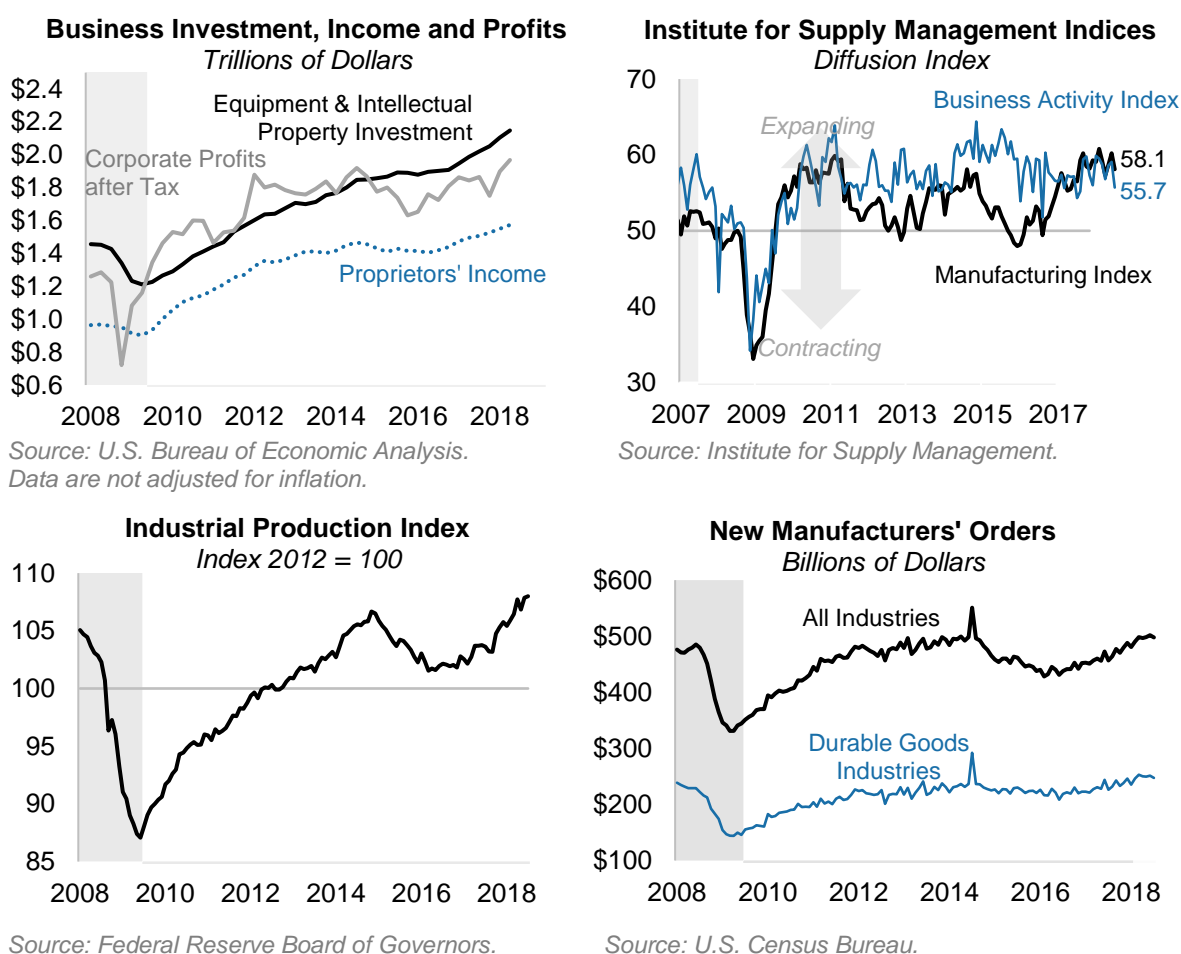 Business Investment, Income and Profits
Trillions of Dollars
$2.4
$2.2
$2.0
$1.8
$1.6
$1.4
$1.2
$1.0
$0.8
$0.6
Equipment & Intellectual
Property Investment
Corporate Profits
after Tax
Proprietors' Income
2008 2010 2012 2014 2016 2018
Source: U.S. Bureau of Economic Analysis.
Data are not adjusted for inflation.
Institute for Supply Management Indices
Diffusion Index
70
60
50
40
30
Business Activity Index
Expanding
58.1
55.7
Manufacturing Index
Contracting
2007 2009 2011 2013 2015 2017
Source: Institute for Supply Management.
Industrial Production Index
Index 2012 = 100
110
105
100
95
90
85
2008 2010 2012 2014 2016 2018
Source: Federal Reserve Board of Governors.
New Manufacturers' Orders
Billions of Dollars
$600
$500
$400
$300
$200
$100
All Industries
Durable Goods
Industries
2008 2010 2012 2014 2016 2018
Source: U.S. Census Bureau.